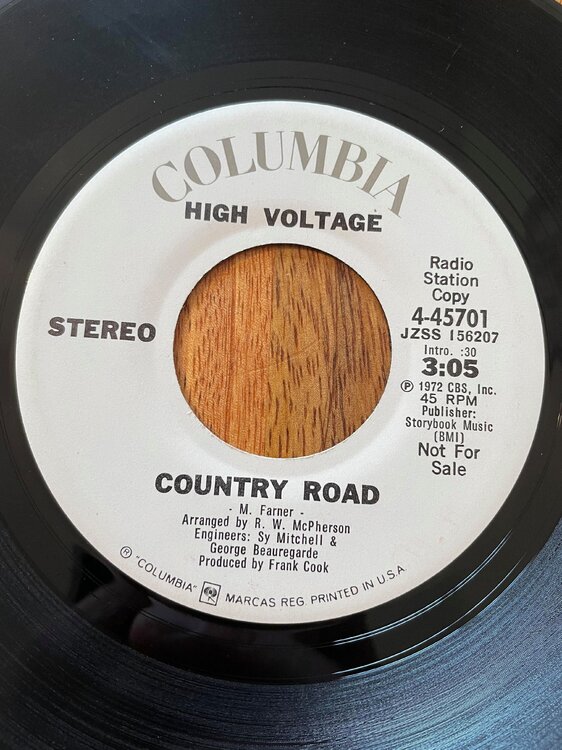 COLUMBIA
HIGH VOLTAGE
STEREO
Radio
Station
Copy
4-45701
JZSS 156207
Intro. :30
3:05
Ⓟ 1972 CBS, Inc.
45 RPM
Publisher:
Storybook Music
(BMI)
Not For
Sale
COUNTRY ROAD
- M. Farner -
Arranged by R. W. McPherson
Engineers: Sy Mitchell &
George Beauregarde
Produced by Frank Cook
® "COLUMBIA" MARCAS REG. PRINTED IN U.S.A